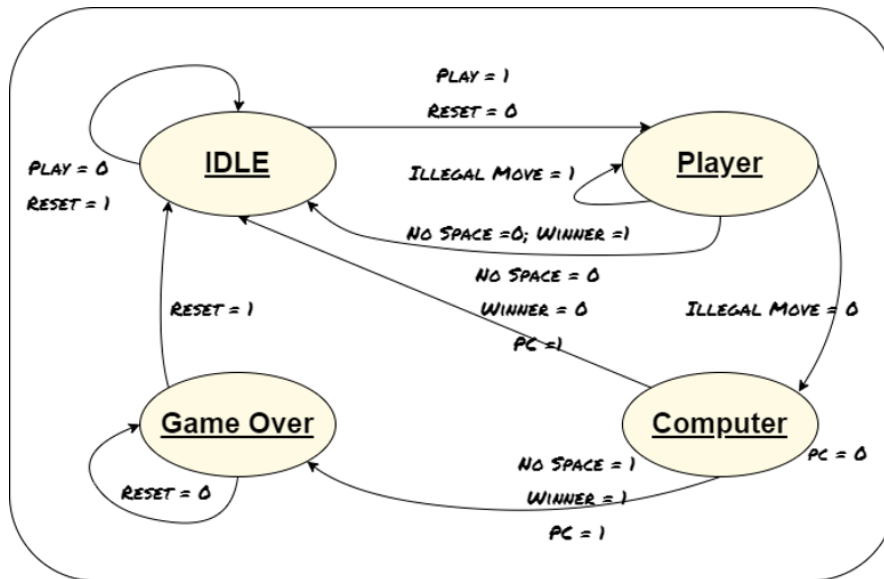 Play = 1
Reset = 0
IDLE
Player
Play = 0
Reset = 1
Illegal Move = 1
No Space =0; Winner =1
No Space = 0
Winner = 0
PC =1
Reset = 1
Illegal Move = 0
Game Over
Computer
PC = 0
No Space = 1
Winner = 1
PC = 1
Reset = 0